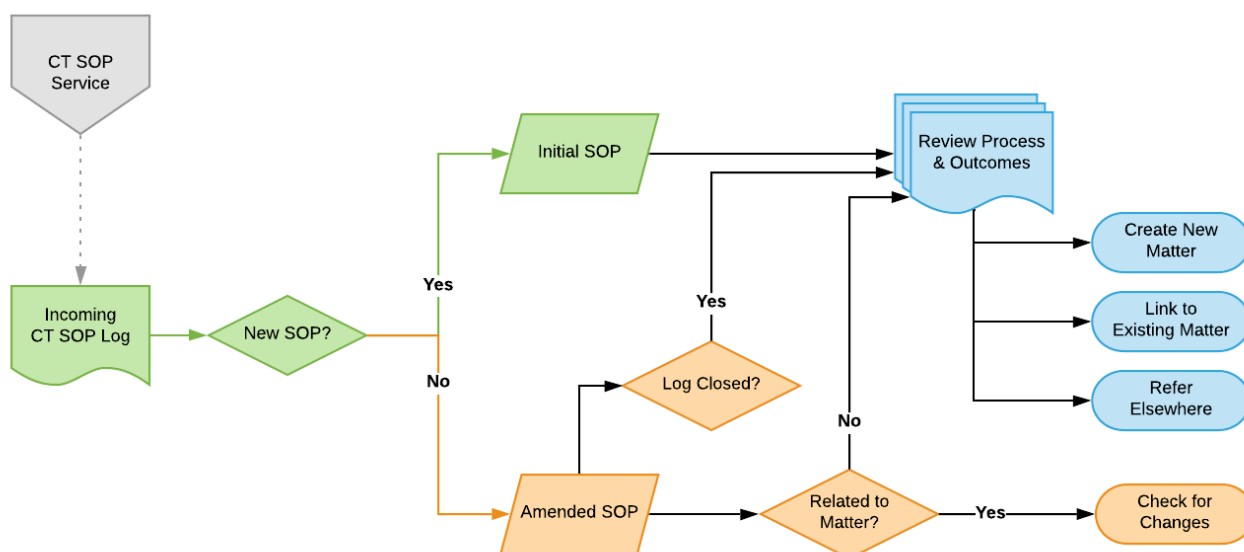 CT SOP
Service
Initial SOP
Review Process
& Outcomes
Create New
Matter
Yes
Incoming
CT SOP Log
New SOP?
Yes
Link to
Existing Matter
No
Log Closed?
Refer
Elsewhere
No
Amended SOP
Related to
Matter?
Yes
Check for
Changes